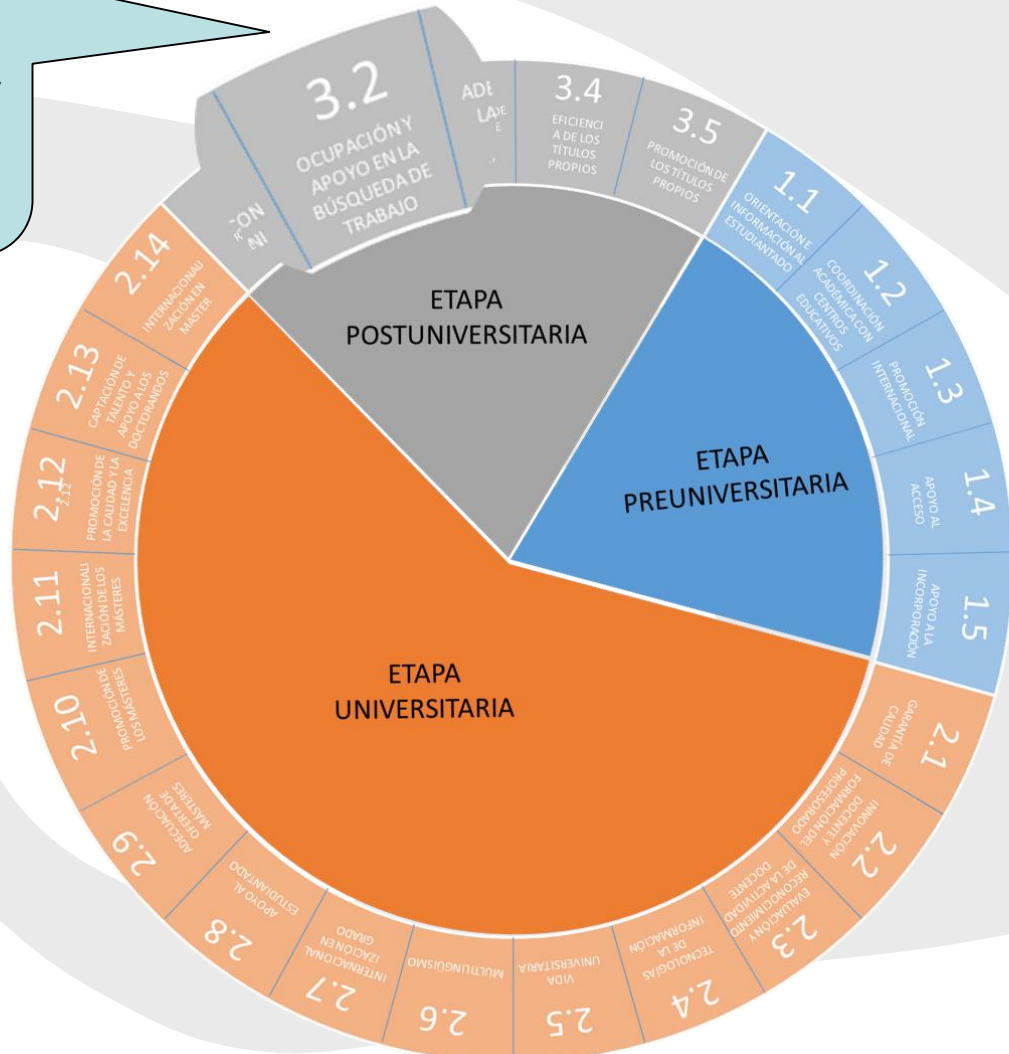 3.2
OCUPACIÓN Y
APOYO EN LA
BÚSQUEDA DE
TRABAJO
3.4
EFICIENCI
A DE LOS
TÍTULOS
PROPIOS
3.5
PROMOCIÓN DE
LOS TÍTULOS
PROPIOS
1.1
ORIENTACIÓN E
INFORMACIÓN AL
ESTUDIANTADO
1.2
COORDINACIÓN
ACADÉMICA CON
CENTROS
EDUCATIVOS
1.3
PROMOCIÓN
INTERNACIONAL
1.4
APOYO AL
ACCESO
1.5
APOYO A LA
INCORPORACIÓN
2.1
GARANTÍA DE
CALIDAD
2.2
INNOVACIÓN
DOCENTE Y
FORMACIÓN DEL
PROFESORADO
2.3
EVALUACIÓN Y
RECONOCIMIENTO
DE LA ACTIVIDAD
DOCENTE
2.4
TECNOLOGÍAS
DE LA
INFORMACIÓN
2.5
VIDA
UNIVERSITARIA
2.6
MULTILINGÜISMO
2.7
INTERNACIONAL
IZACIÓN EN
GRADO
2.8
APOYO AL
ESTUDIANTADO
2.9
ADECUACIÓN
OFERTA DE
MÁSTERES
2.10
PROMOCIÓN DE
LOS MÁSTERES
2.11
INTERNACIONALI
ZACIÓN DE LOS
MÁSTERES
2.12
2.12
PROMOCIÓN DE
LA CALIDAD Y LA
EXCELENCIA
2.13
CAPTACIÓN DE
TALENTO Y
APOYO A LOS
DOCTORANDOS
2.14
INTERNACIONALI
ZACIÓN EN
MASTER
ETAPA
POSTUNIVERSITARIA
ETAPA
PREUNIVERSITARIA
ETAPA
UNIVERSITARIA